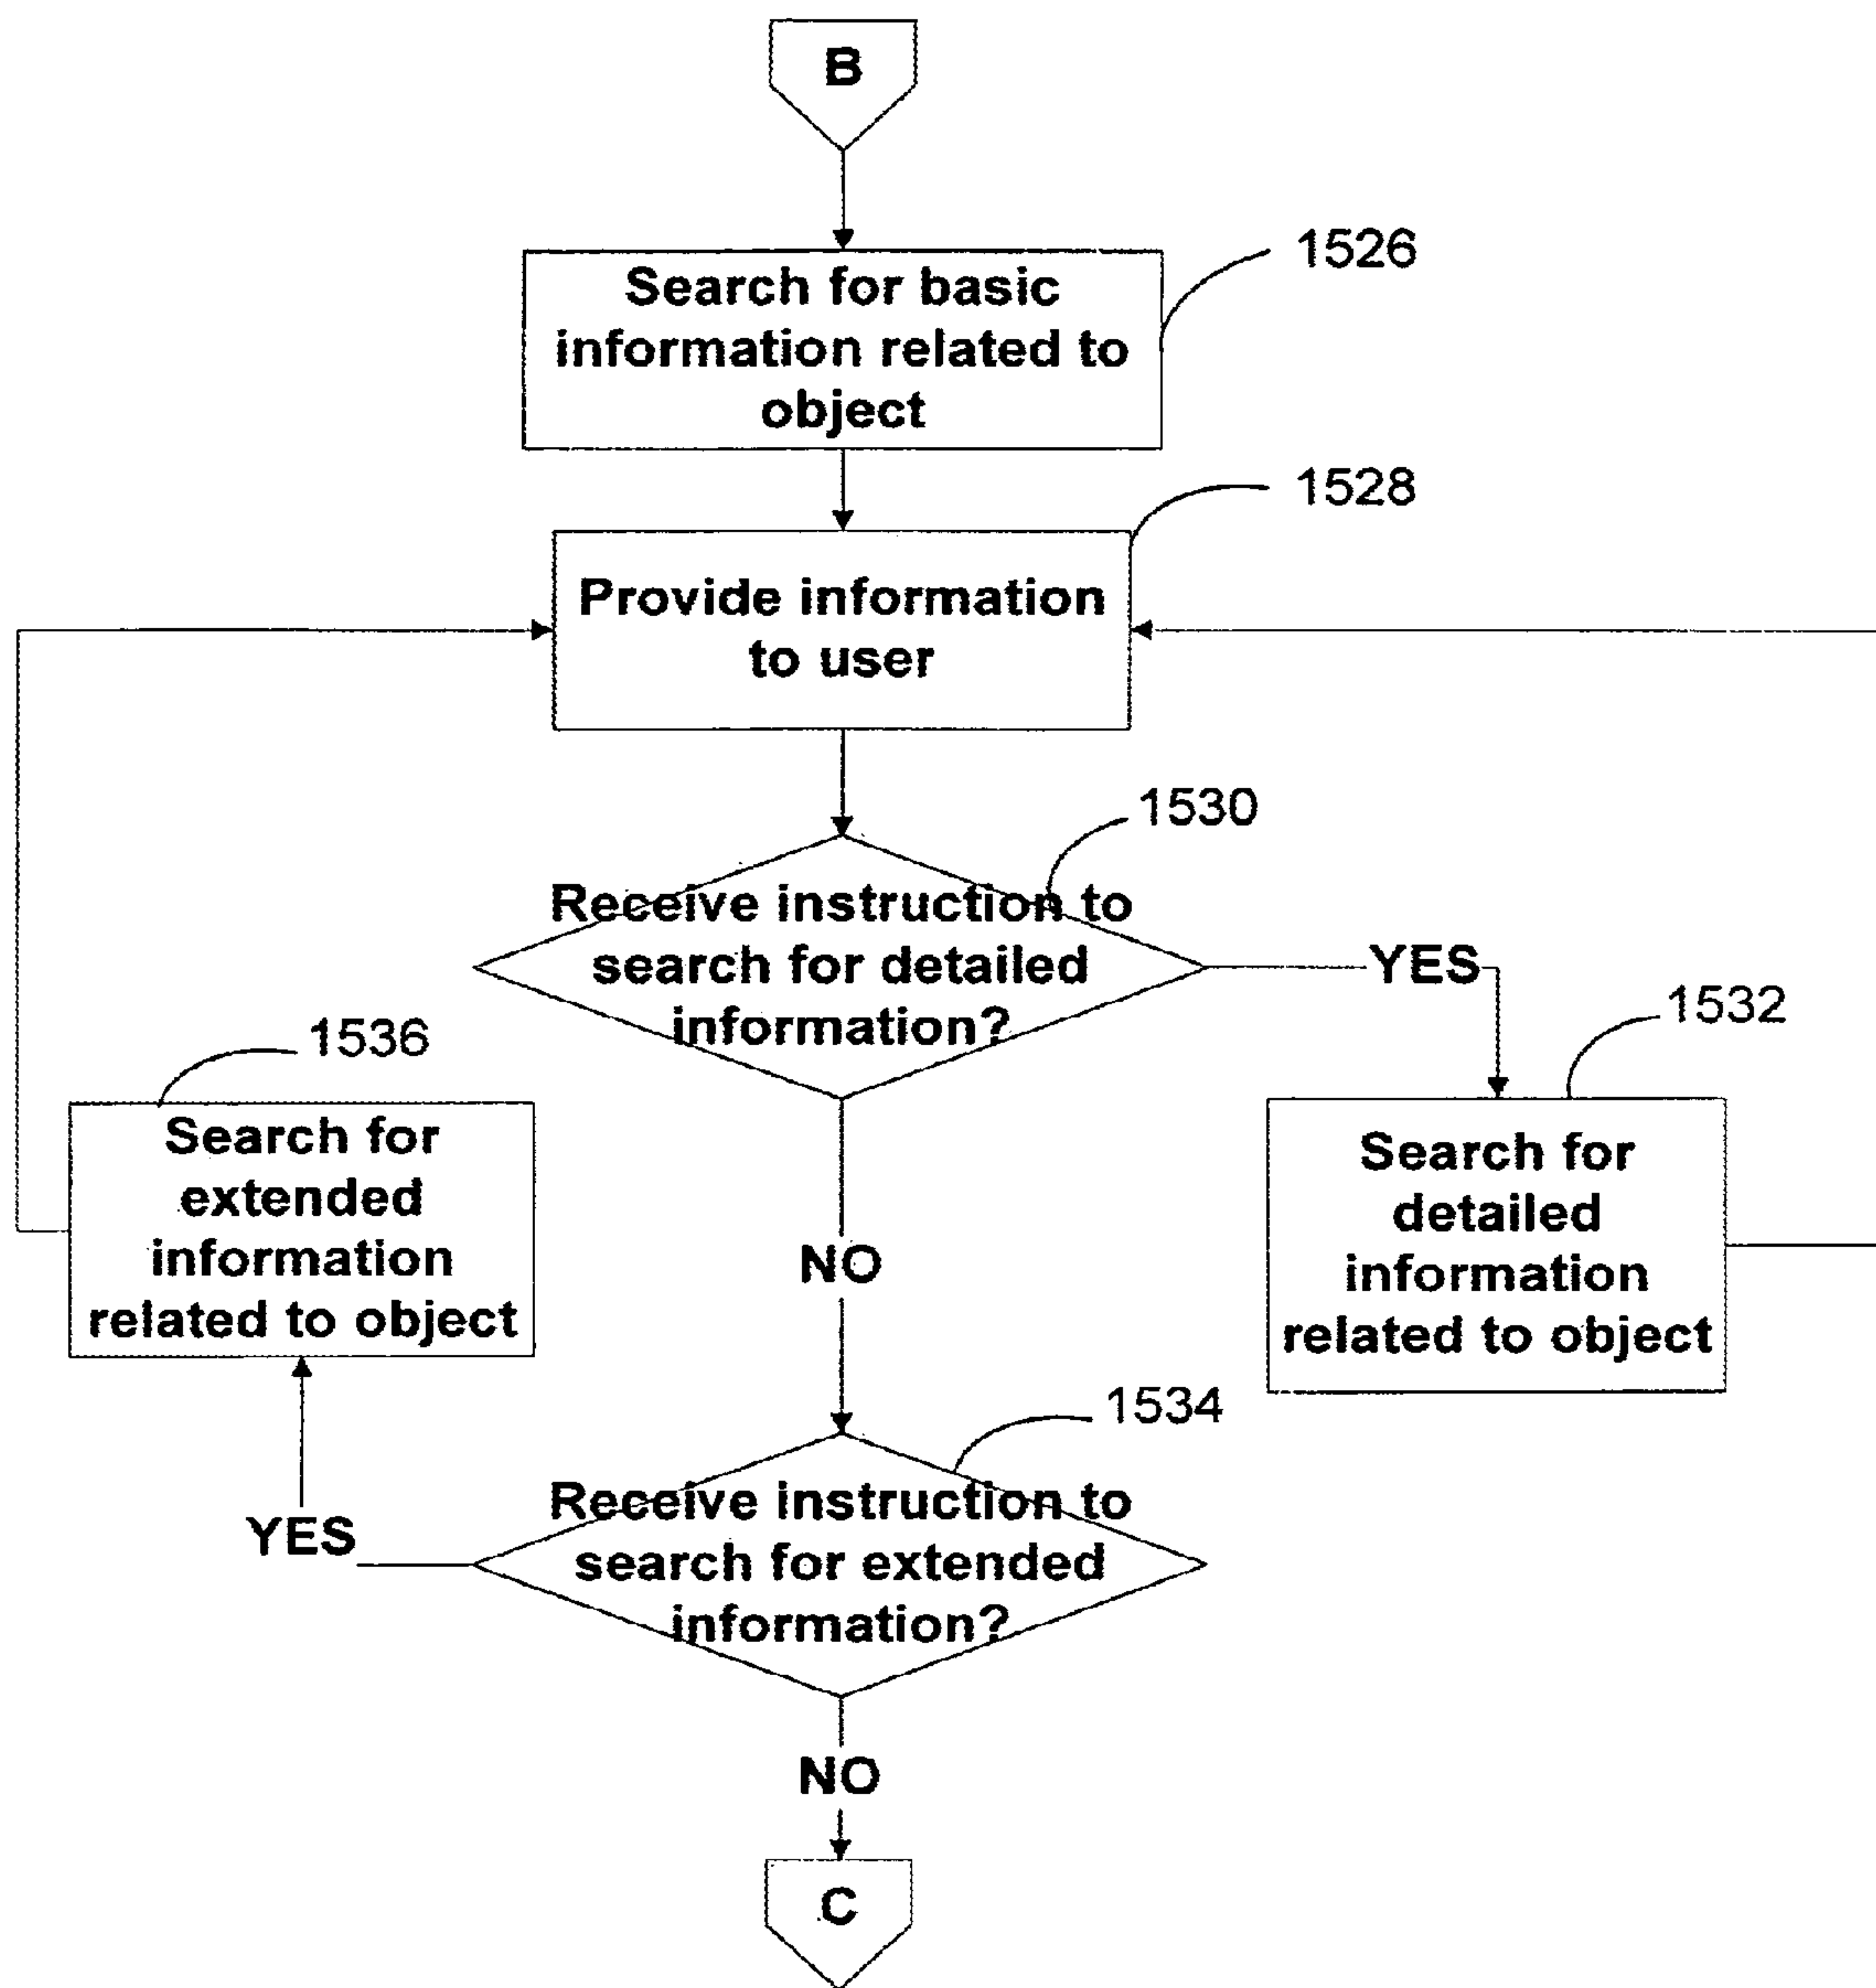 B
1526
Search for basic
information related to
object
1528
Provide information
to user
1530
Receive instruction to
search for detailed
information?
YES
1532
Search for
detailed
information
related to object
1536
Search for
extended
information
related to object
NO
1534
Receive instruction to
search for extended
information?
YES
NO
C